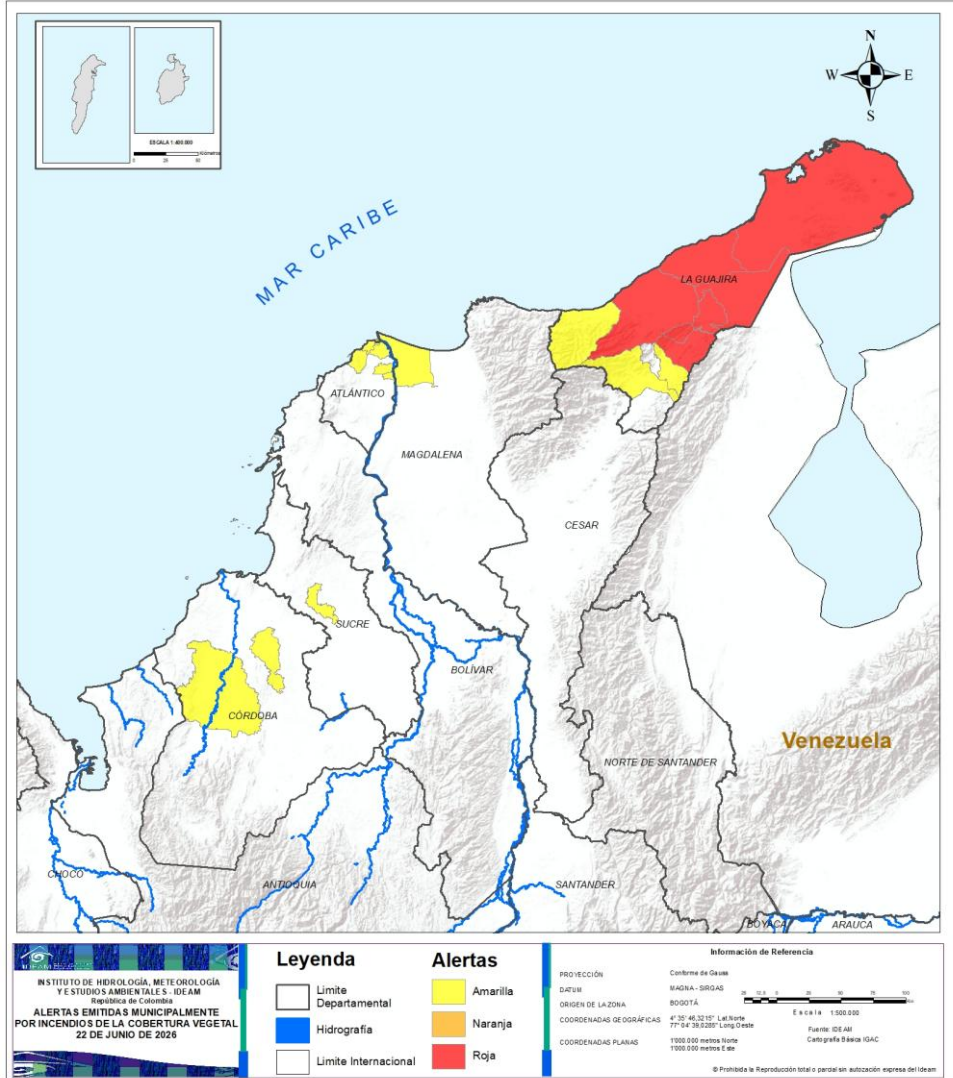 ESCALA 1:400.000
N
W
E
S
MAR CARIBE
LA GUAJIRA
ATLÁNTICO
MAGDALENA
CESAR
SUCRE
BOLÍVAR
CÓRDOBA
Venezuela
NORTE DE SANTANDER
CHOCÓ
ANTIOQUIA
SANTANDER
BOYACÁ
ARAUCA
IDEAM
INSTITUTO DE HIDROLOGÍA, METEOROLOGÍA
Y ESTUDIOS AMBIENTALES - IDEAM
República de Colombia
ALERTAS EMITIDAS MUNICIPALMENTE
POR INCENDIOS DE LA COBERTURA VEGETAL
22 DE JUNIO DE 2026
Leyenda
Limite
Departamental
Hidrografía
Limite Internacional
Alertas
Amarilla
Naranja
Roja
Información de Referencia
PROYECCIÓN
Conforme de Gauss
DATUM
MAGNA - SIRGAS
ORIGEN DE LA ZONA
BOGOTÁ
COORDENADAS GEOGRÁFICAS
4° 35' 46,3215" Lat.Norte
77° 04' 39,0285" Long.Oeste
COORDENADAS PLANAS
1'000.000 metros Norte
1'000.000 metros Este
Escala 1:500.000
Fuente: IDEAM
Cartografía Básica IGAC
© Prohibida la Reproducción total o parcial sin autozación expresa del Ideam